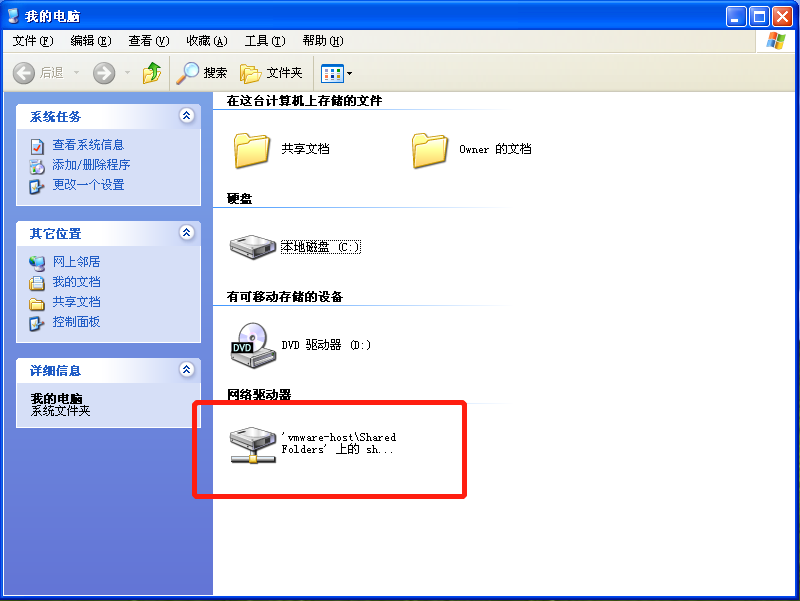 我的电脑
文件(F) 编辑(E) 查看(V) 收藏(A) 工具(T) 帮助(H)
后退 搜索 文件夹
系统任务
查看系统信息
添加/删除程序
更改一个设置
其它位置
网上邻居
我的文档
共享文档
控制面板
详细信息
我的电脑
系统文件夹
在这台计算机上存储的文件
共享文档 Owner 的文档
硬盘
本地磁盘 (C:)
有可移动存储的设备
DVD
DVD 驱动器 (D:)
网络驱动器
'vmware-host\Shared
Folders' 上的 sh...